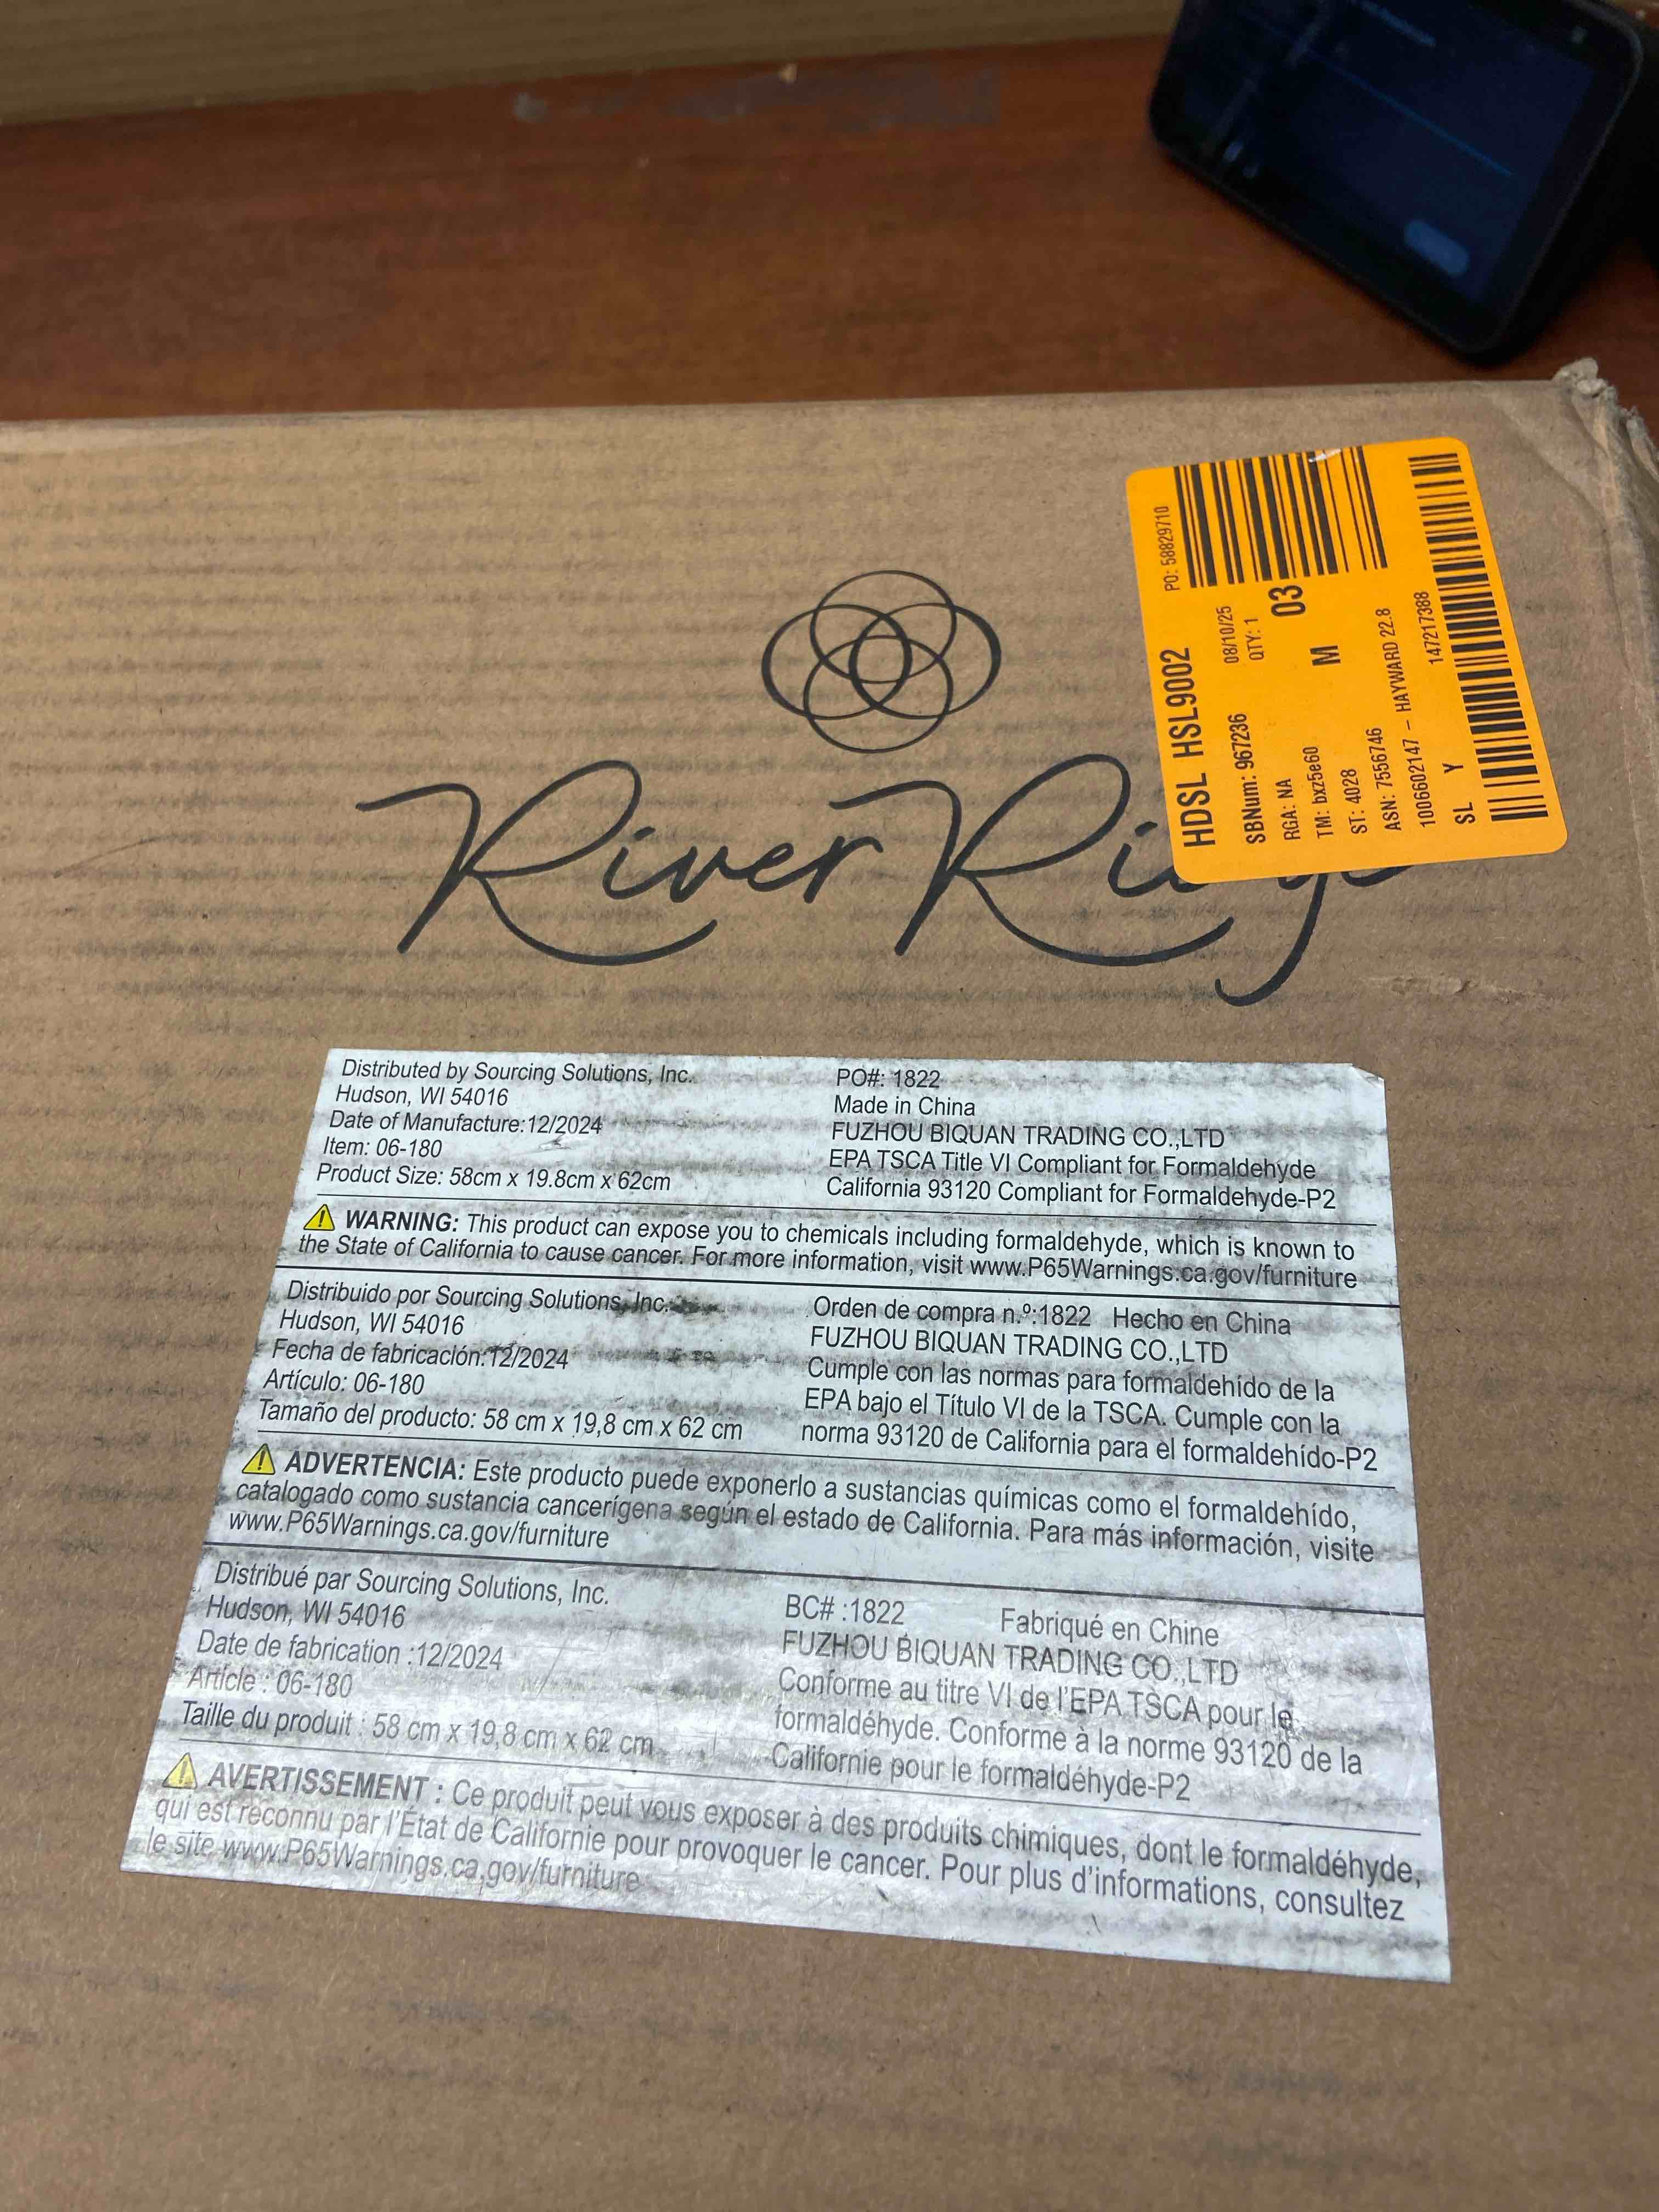 River Ri
HDSL HSL9002
PO: 58829710
SBNum: 967236
08/10/25
RGA: NA
QTY: 1
TM: bxz5e60
M
03
ST: 4028
ASN: 7556746
1006602147 - HAYWARD 22.8
SL Y
147217388
Distributed by Sourcing Solutions, Inc.
Hudson, WI 54016
Date of Manufacture:12/2024
Item: 06-180
Product Size: 58cm x 19.8cm x 62cm
PO#: 1822
Made in China
FUZHOU BIQUAN TRADING CO.,LTD
EPA TSCA Title VI Compliant for Formaldehyde
California 93120 Compliant for Formaldehyde-P2
WARNING: This product can expose you to chemicals including formaldehyde, which is known to
the State of California to cause cancer. For more information, visit www.P65Warnings.ca.gov/furniture
Distribuido por Sourcing Solutions, Inc.
Hudson, WI 54016
Fecha de fabricación:12/2024
Artículo: 06-180
Tamaño del producto: 58 cm x 19,8 cm x 62 cm
Orden de compra n.º:1822 Hecho en China
FUZHOU BIQUAN TRADING CO.,LTD
Cumple con las normas para formaldehído de la
EPA bajo el Título VI de la TSCA. Cumple con la
norma 93120 de California para el formaldehído-P2
ADVERTENCIA: Este producto puede exponerlo a sustancias químicas como el formaldehído,
catalogado como sustancia cancerígena según el estado de California. Para más información, visite
www.P65Warnings.ca.gov/furniture
Distribué par Sourcing Solutions, Inc.
Hudson, WI 54016
Date de fabrication :12/2024
Article : 06-180
Taille du produit : 58 cm x 19,8 cm x 62 cm
BC# :1822 Fabriqué en Chine
FUZHOU BIQUAN TRADING CO.,LTD
Conforme au titre VI de l'EPA TSCA pour le
formaldéhyde. Conforme à la norme 93120 de la
Californie pour le formaldéhyde-P2
AVERTISSEMENT : Ce produit peut vous exposer à des produits chimiques, dont le formaldéhyde,
qui est reconnu par l'État de Californie pour provoquer le cancer. Pour plus d'informations, consultez
le site www.P65Warnings.ca.gov/furniture